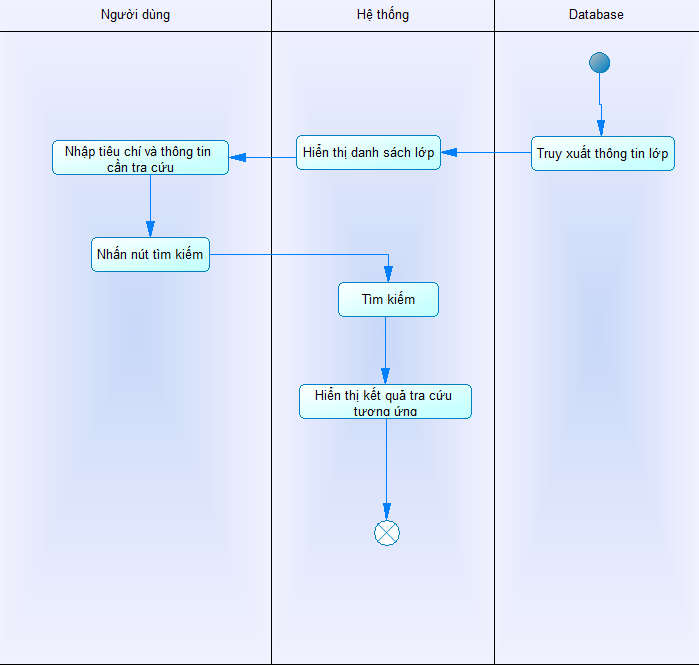 Người dùng
Hệ thống
Database
Nhập tiêu chí và thông tin
cần tra cứu
Hiển thị danh sách lớp
Truy xuất thông tin lớp
Nhấn nút tìm kiếm
Tìm kiếm
Hiển thị kết quả tra cứu
tương ứng